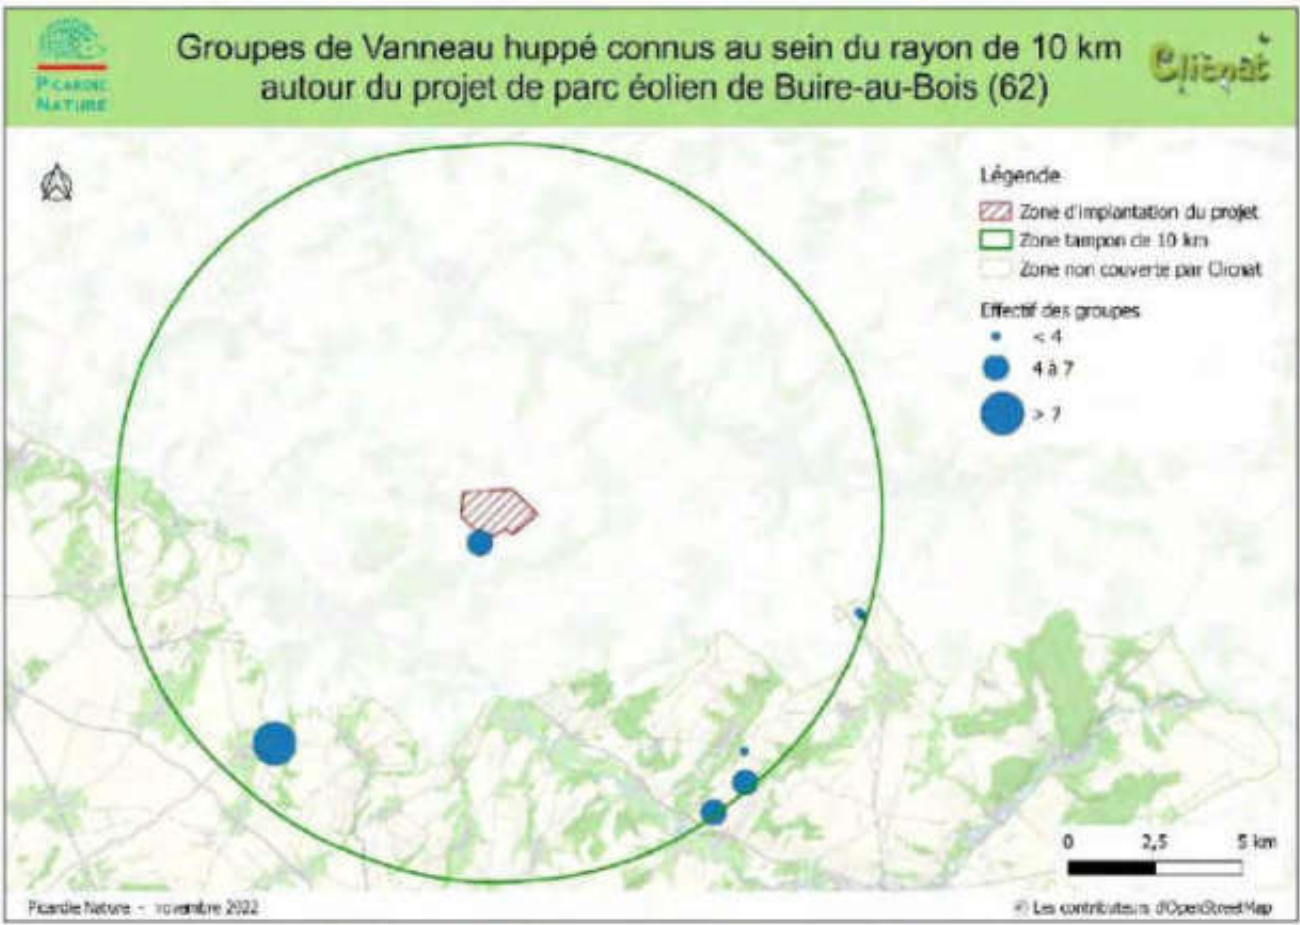 PICARDIE
NATURE
Groupes de Vanneau huppé connus au sein du rayon de 10 km
autour du projet de parc éolien de Buire-au-Bois (62)
Clicnat
Légende
Zone d'implantation du projet
Zone tampon de 10 km
Zone non couverte par Clicnat
Effectif des groupes
< 4
4 à 7
> 7
0 2,5 5 km
Picardie Nature - novembre 2022
© Les contributeurs d'OpenStreetMap